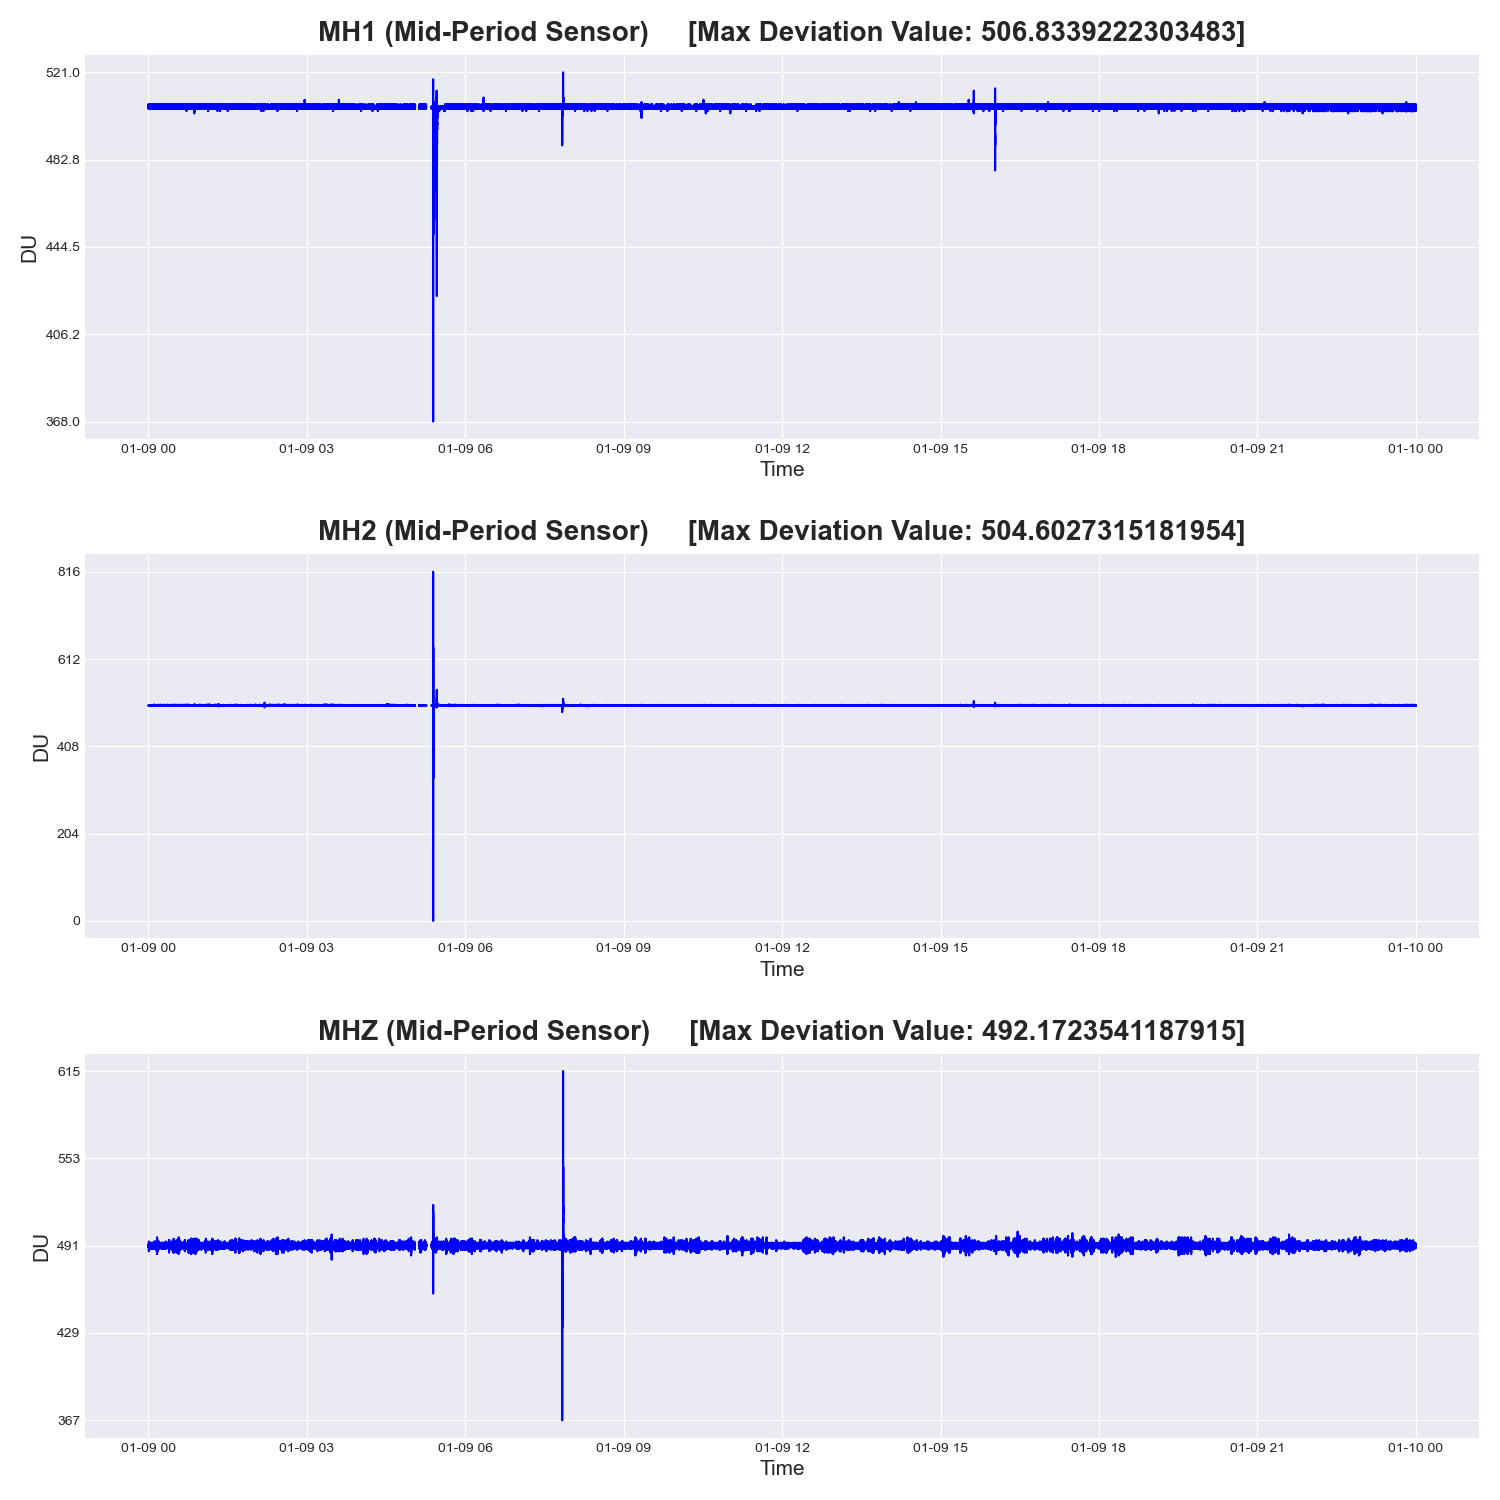 MH1 (Mid-Period Sensor) [Max Deviation Value: 506.8339222303483]
521.0
482.8
444.5
406.2
368.0
DU
01-09 00 01-09 03 01-09 06 01-09 09 01-09 12 01-09 15 01-09 18 01-09 21 01-10 00
Time
MH2 (Mid-Period Sensor) [Max Deviation Value: 504.6027315181954]
816
612
408
204
0
DU
01-09 00 01-09 03 01-09 06 01-09 09 01-09 12 01-09 15 01-09 18 01-09 21 01-10 00
Time
MHZ (Mid-Period Sensor) [Max Deviation Value: 492.1723541187915]
615
553
491
429
367
DU
01-09 00 01-09 03 01-09 06 01-09 09 01-09 12 01-09 15 01-09 18 01-09 21 01-10 00
Time